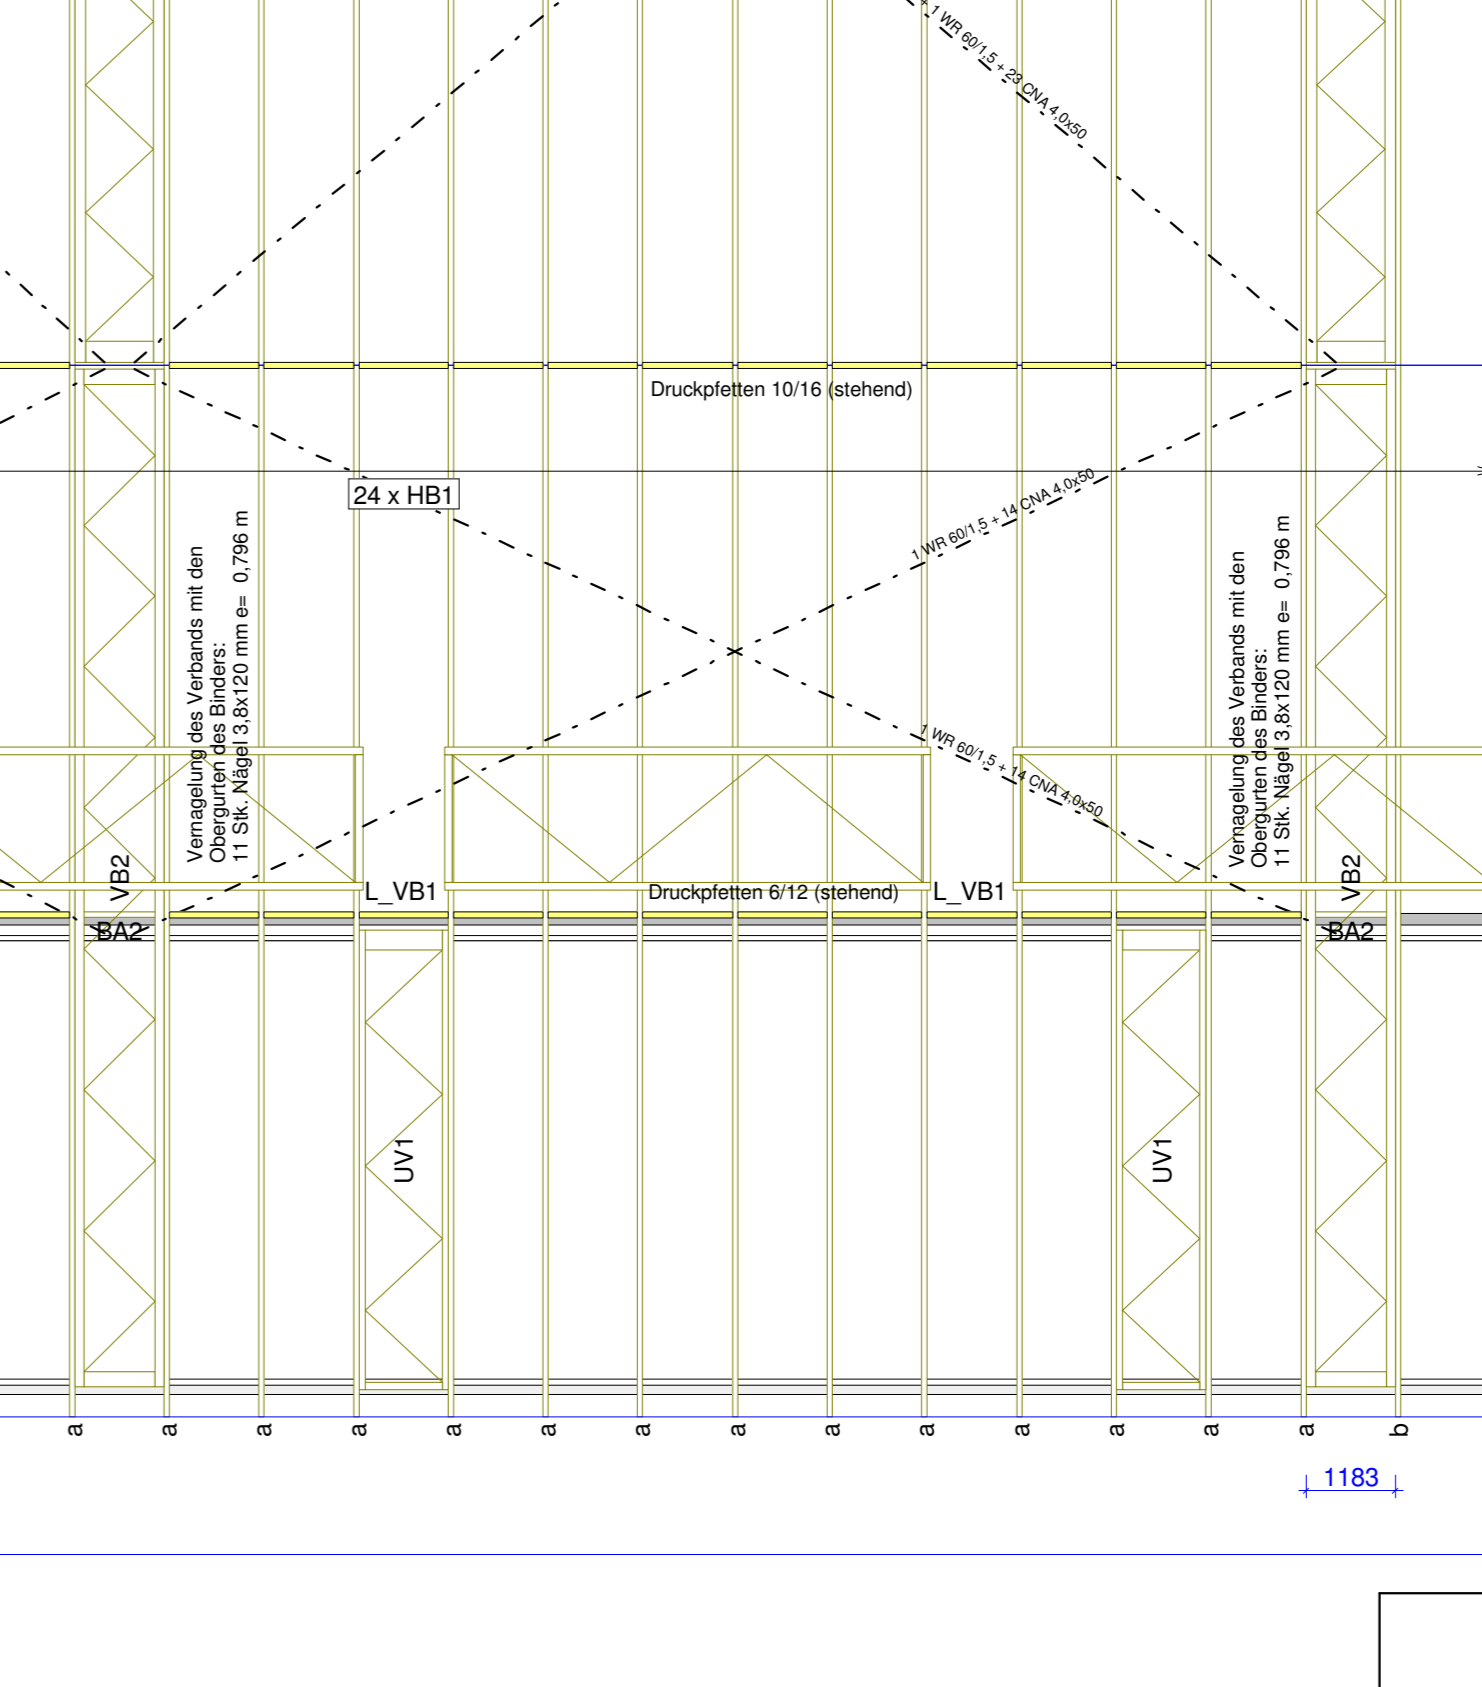 + 1 WR 60/1,5 + 23 CNA 4,0x50
Druckpfetten 10/16 (stehend)
24 x HB1
1 WR 60/1,5 + 14 CNA 4,0x50
Vernagelung des Verbands mit den
Obergurten des Binders:
11 Stk. Nägel 3,8x120 mm e= 0,796 m
Vernagelung des Verbands mit den
Obergurten des Binders:
11 Stk. Nägel 3,8x120 mm e= 0,796 m
1 WR 60/1,5 + 14 CNA 4,0x50
VB2
L_VB1
Druckpfetten 6/12 (stehend)
L_VB1
VB2
BA2
BA2
UV1
UV1
a a a a a a a a a a a a a a b
1183